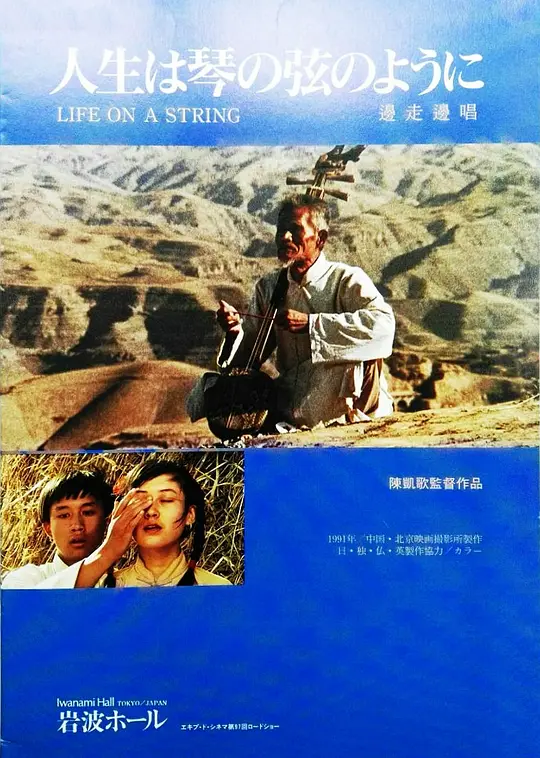 人生は琴の弦のように
LIFE ON A STRING
邊走邊唱
陳凱歌監督作品
1991年／中国・北京映画撮影所製作
日・独・仏・英製作協力／カラー
Iwanami Hall TOKYO／JAPAN
岩波ホール
エキプ・ド・シネマ第97回ロードショー